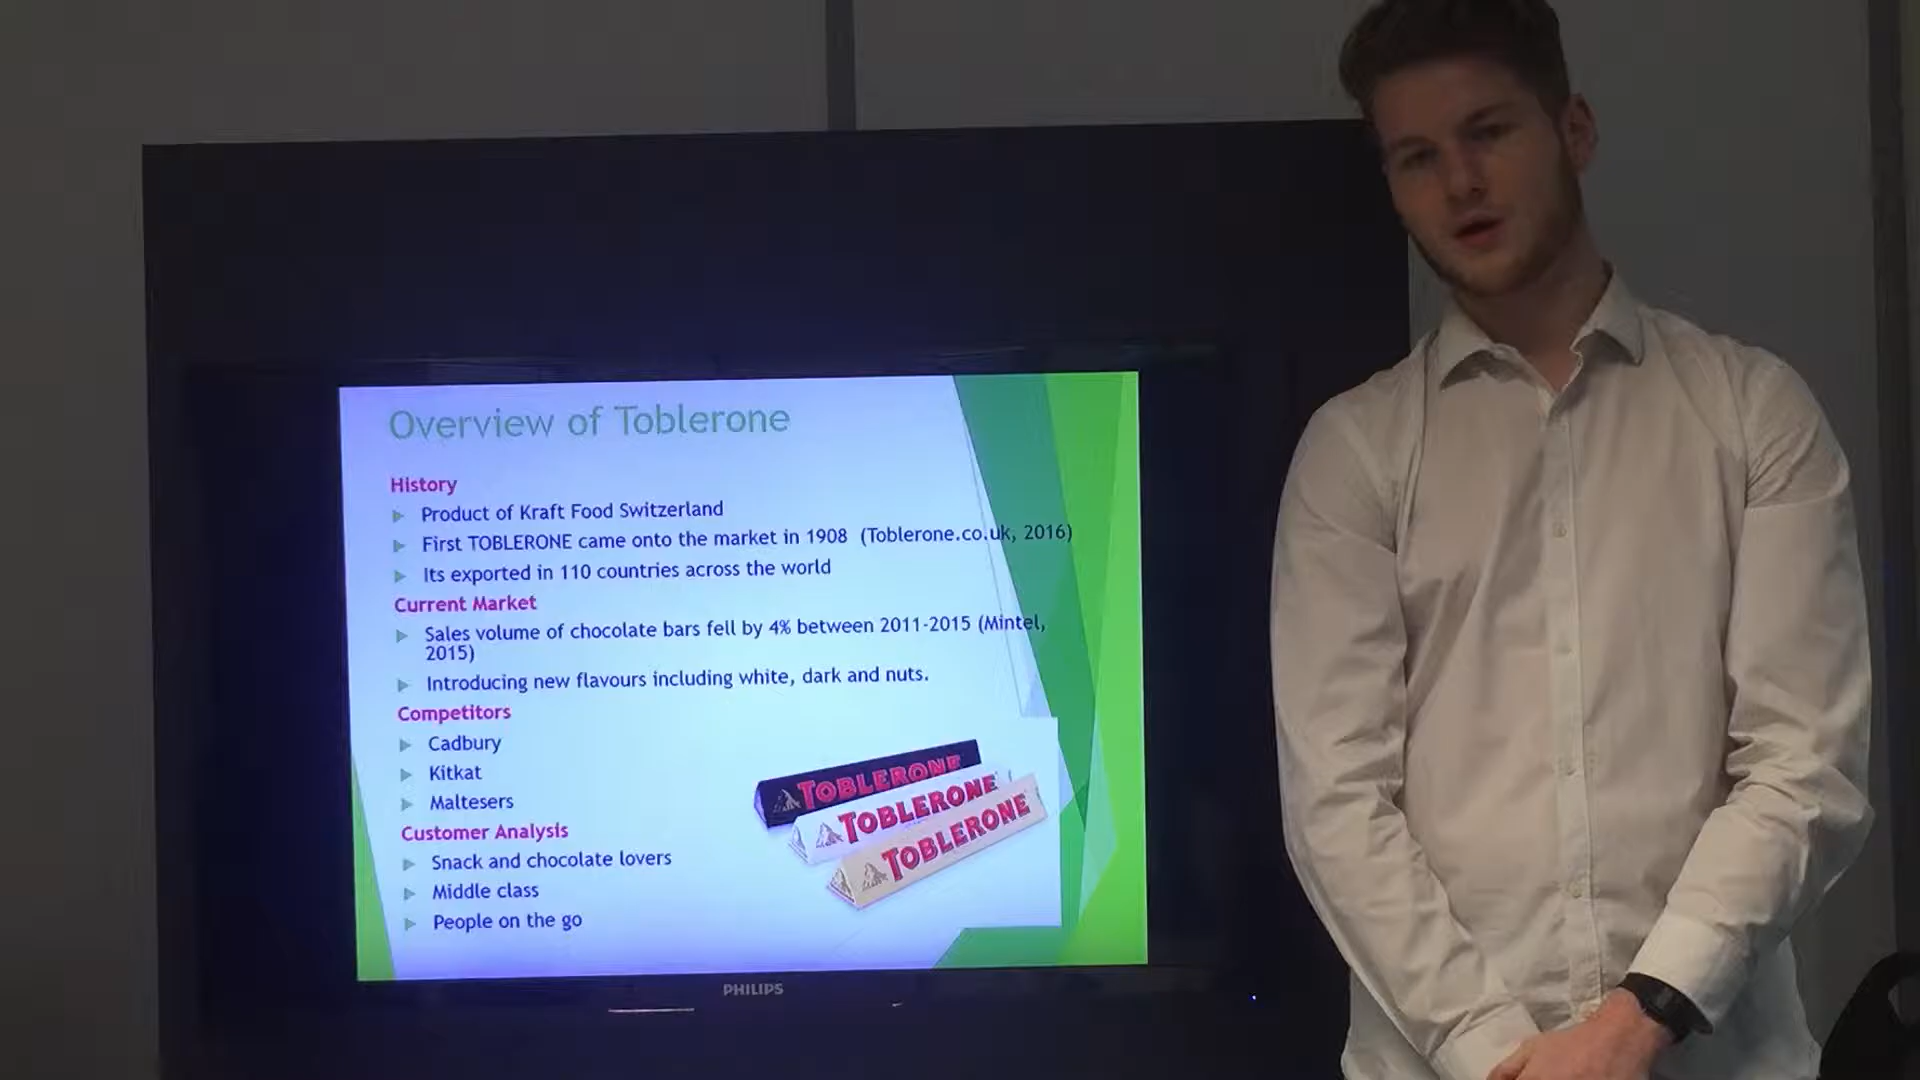 Overview of Toblerone
History
Product of Kraft Food Switzerland
First TOBLERONE came onto the market in 1908 (Toblerone.co.uk, 2016)
Its exported in 110 countries across the world
Current Market
Sales volume of chocolate bars fell by 4% between 2011-2015 (Mintel,
2015)
Introducing new flavours including white, dark and nuts.
Competitors
Cadbury
Kitkat
Maltesers
Customer Analysis
Snack and chocolate lovers
Middle class
People on the go
TOBLERONE
TOBLERONE
TOBLERONE
PHILIPS